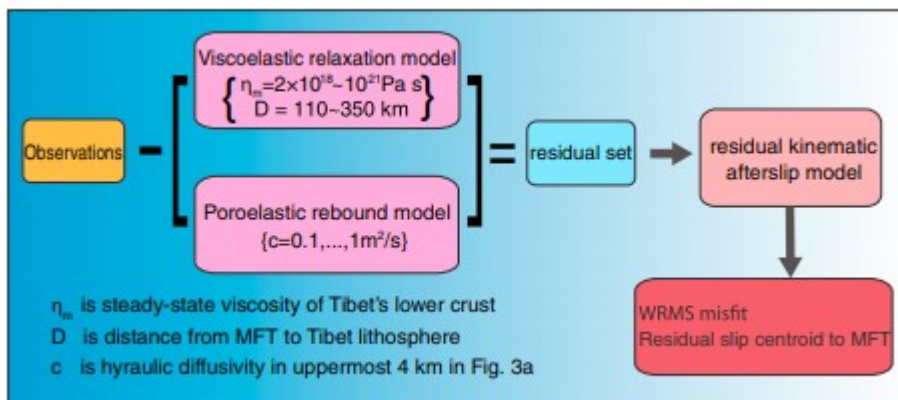 Viscoelastic relaxation model
{ηₘ=2×10¹⁸~10²¹Pa s
D = 110~350 km}
Observations
−
=
residual set
residual kinematic
afterslip model
Poroelastic rebound model
{c=0.1,...,1m²/s}
ηₘ is steady-state viscosity of Tibet's lower crust
D is distance from MFT to Tibet lithosphere
c is hyraulic diffusivity in uppermost 4 km in Fig. 3a
WRMS misfit
Residual slip centroid to MFT